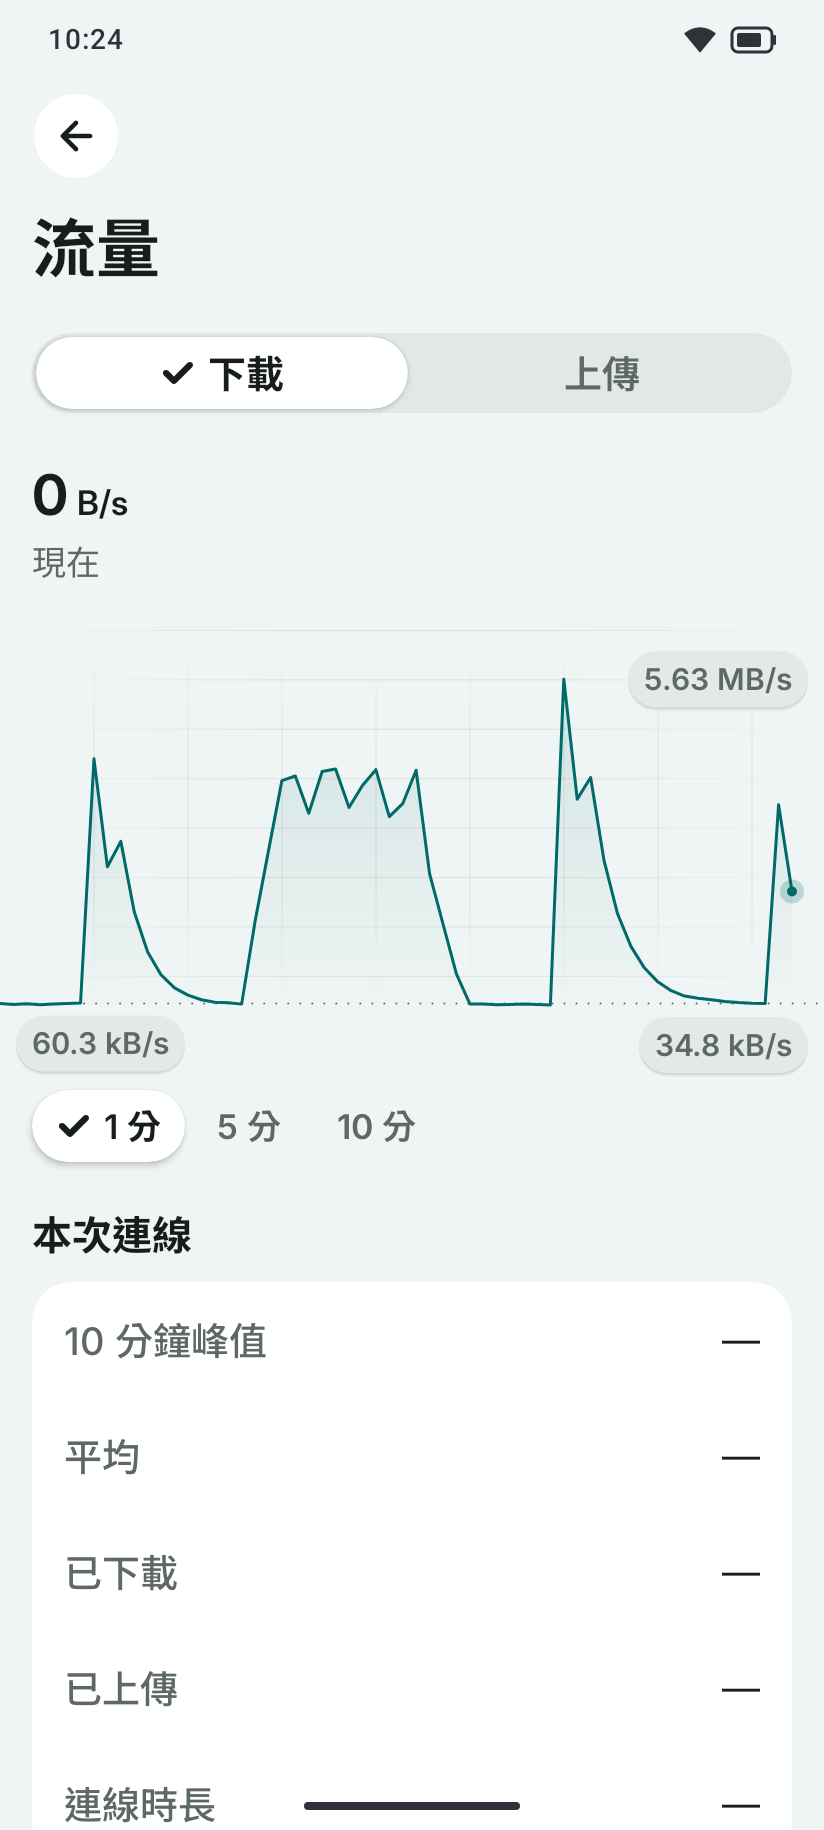 10:24
流量
下載
上傳
0 B/s
現在
5.63 MB/s
60.3 kB/s
34.8 kB/s
1 分
5 分
10 分
本次連線
10 分鐘峰值 —
平均 —
已下載 —
已上傳 —
連線時長 —